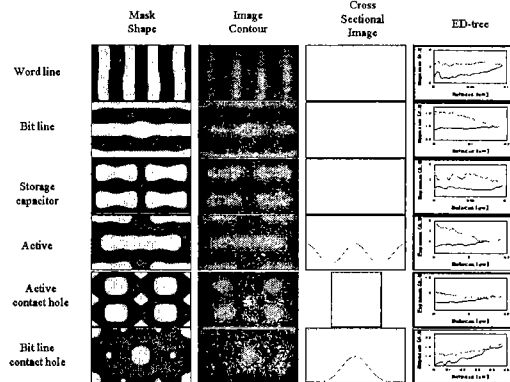 Mask
Shape
Image
Contour
Cross
Sectional
Image
ED-tree
Word line
Bit line
Storage
capacitor
Active
Active
contact hole
Bit line
contact hole